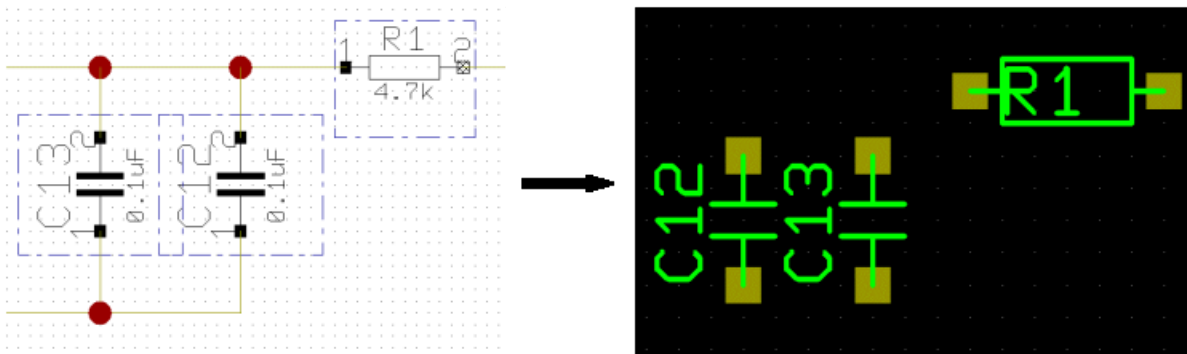 1 R1 2
4.7k
C13 2 0.1uF 1
C12 2 0.1uF 1
R1
C12 C13